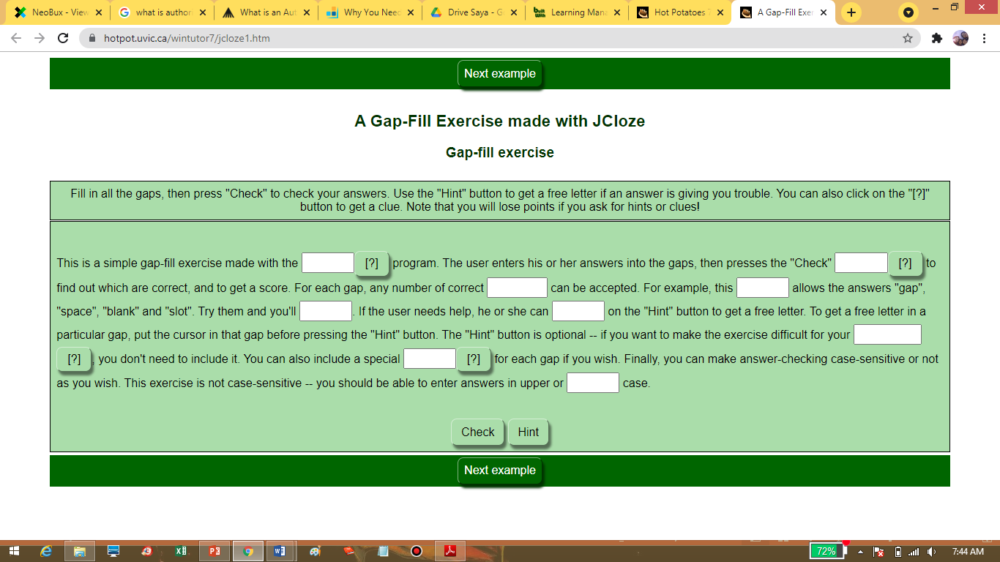 NeoBux - View
what is author
What is an Aut
Why You Need
Drive Saya - G
Built With Learning Mana
Hot Potatoes 7
A Gap-Fill Exer
hotpot.uvic.ca/wintutor7/jcloze1.htm
Next example
A Gap-Fill Exercise made with JCloze
Gap-fill exercise
Fill in all the gaps, then press "Check" to check your answers. Use the "Hint" button to get a free letter if an answer is giving you trouble. You can also click on the "[?]"
button to get a clue. Note that you will lose points if you ask for hints or clues!
This is a simple gap-fill exercise made with the [?] program. The user enters his or her answers into the gaps, then presses the "Check" [?] to
find out which are correct, and to get a score. For each gap, any number of correct can be accepted. For example, this allows the answers "gap",
"space", "blank" and "slot". Try them and you'll . If the user needs help, he or she can on the "Hint" button to get a free letter. To get a free letter in a
particular gap, put the cursor in that gap before pressing the "Hint" button. The "Hint" button is optional -- if you want to make the exercise difficult for your
[?] , you don't need to include it. You can also include a special [?] for each gap if you wish. Finally, you can make answer-checking case-sensitive or not
as you wish. This exercise is not case-sensitive -- you should be able to enter answers in upper or case.
Check Hint
Next example
72% 7:44 AM